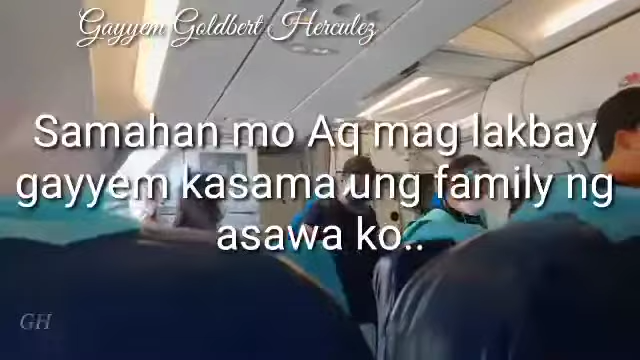 Gayyem Goldbert Herculez
Samahan mo Aq mag lakbay
gayyem kasama ung family ng
asawa ko..
GH